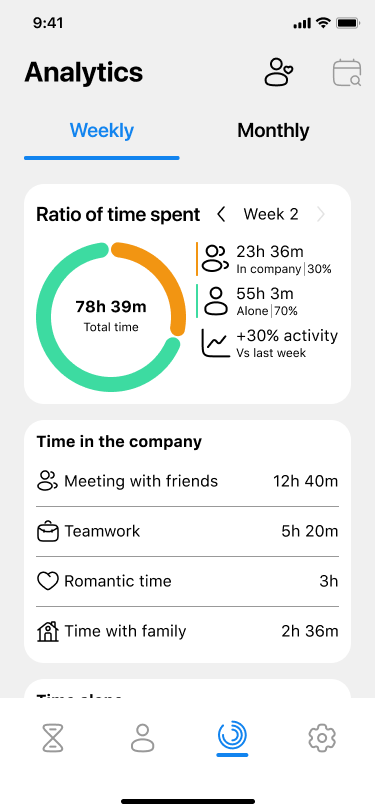 9:41
Analytics
Weekly Monthly
Ratio of time spent Week 2
78h 39m
Total time
23h 36m
In company 30%
55h 3m
Alone 70%
+30% activity
Vs last week
Time in the company
Meeting with friends 12h 40m
Teamwork 5h 20m
Romantic time 3h
Time with family 2h 36m
Time alone